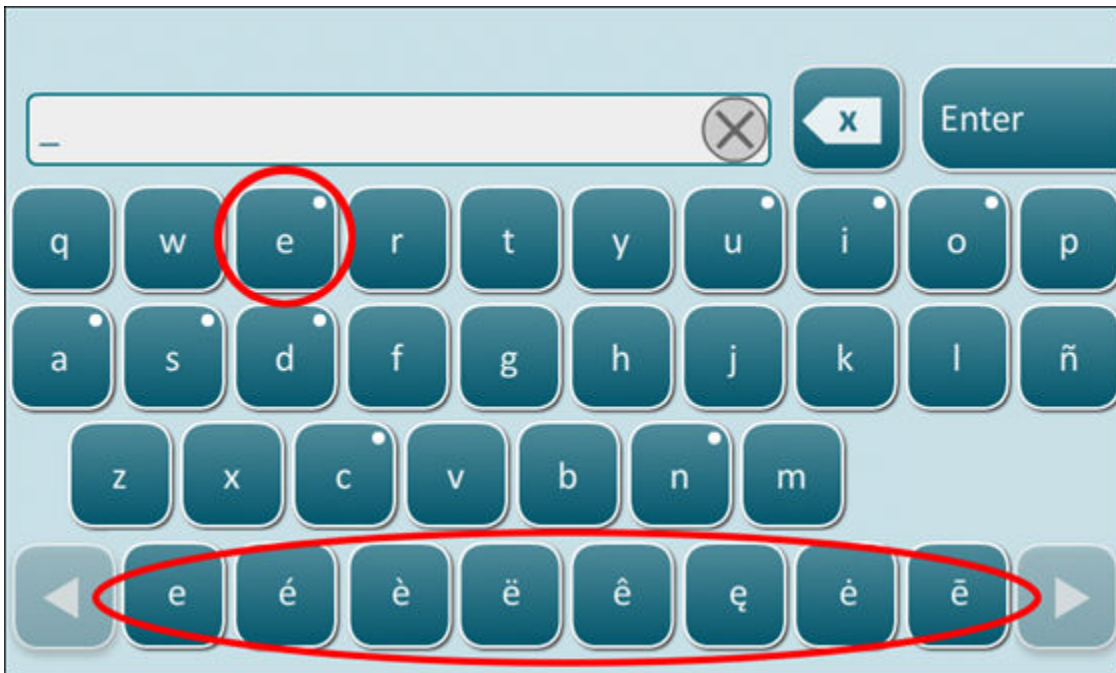 _
x Enter
q w e r t y u i o p
a s d f g h j k l ñ
z x c v b n m
e é è ë ê ę ė ē